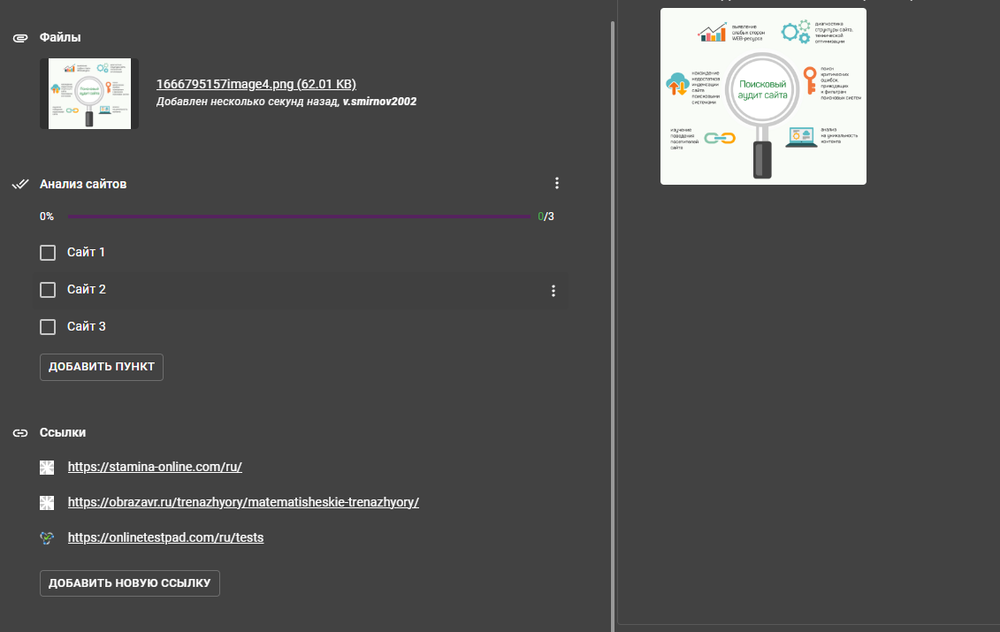 Файлы
1666795157image4.png (62.01 KB)
Добавлен несколько секунд назад, v.smirnov2002
Анализ сайтов
0%
0/3
Сайт 1
Сайт 2
Сайт 3
ДОБАВИТЬ ПУНКТ
Ссылки
https://stamina-online.com/ru/
https://obrazavr.ru/trenazhyory/matematisheskie-trenazhyory/
https://onlinetestpad.com/ru/tests
ДОБАВИТЬ НОВУЮ ССЫЛКУ
выявление
слабых сторон
WEB-ресурса
диагностика
структуры сайта,
технической
оптимизации
нахождение
недостатков
индексации
сайта
поисковыми
системами
Поисковый
аудит сайта
поиск
критических
ошибок,
приводящих
к фильтрам
поисковых систем
изучение
поведения
посетителей
сайта
анализ
на уникальность
контента